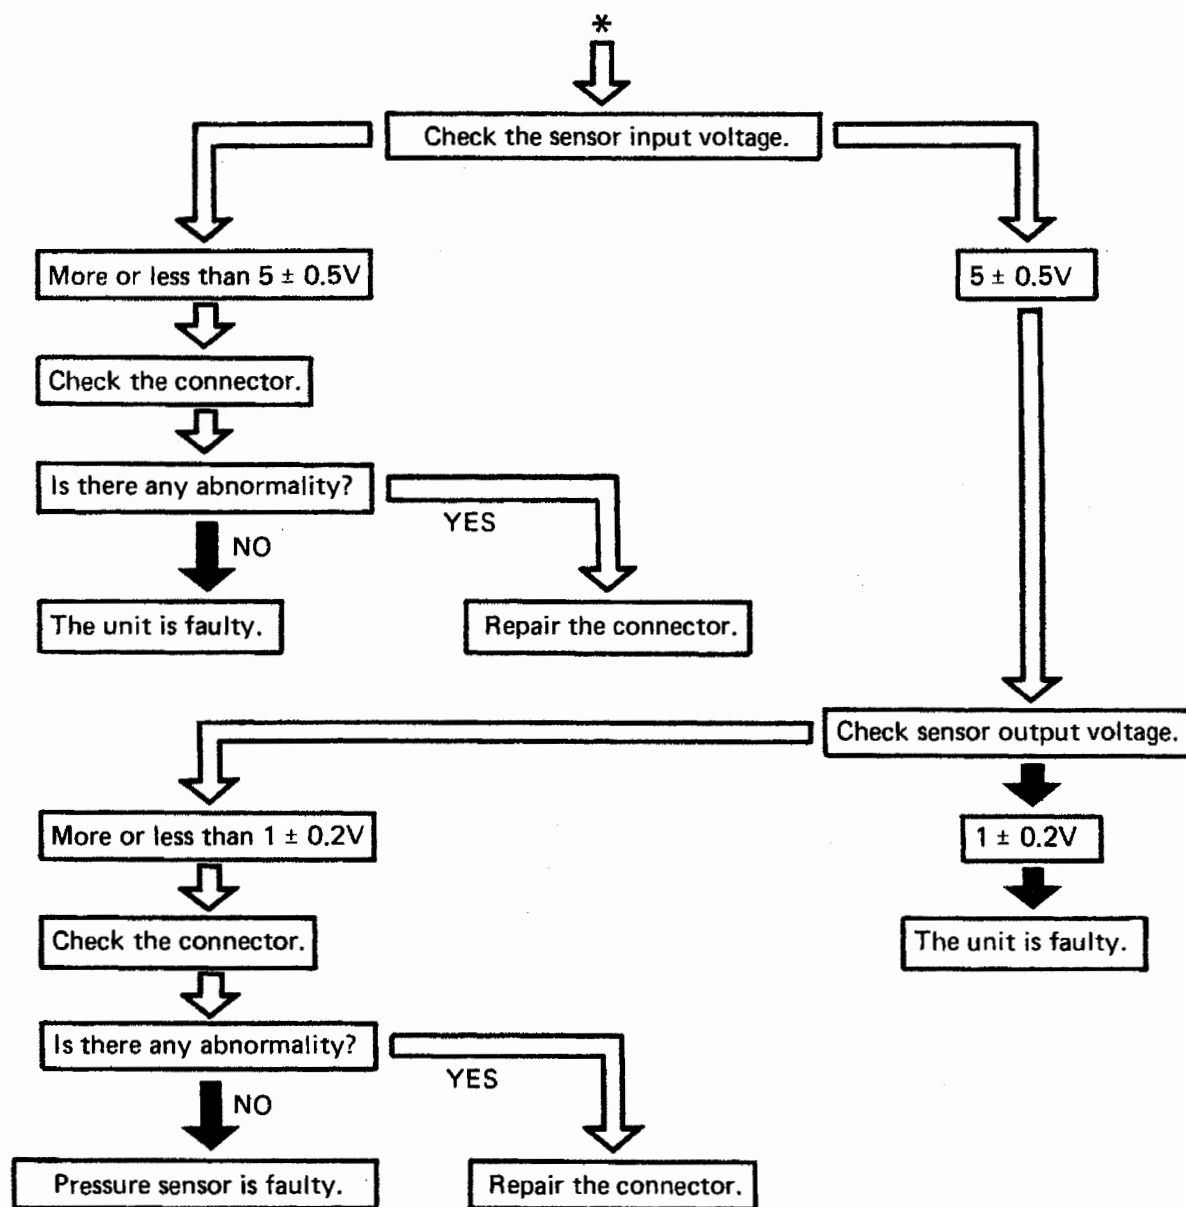 *
Check the sensor input voltage.
More or less than 5 ± 0.5V
5 ± 0.5V
Check the connector.
Is there any abnormality?
YES
NO
The unit is faulty.
Repair the connector.
Check sensor output voltage.
More or less than 1 ± 0.2V
1 ± 0.2V
Check the connector.
The unit is faulty.
Is there any abnormality?
YES
NO
Pressure sensor is faulty.
Repair the connector.